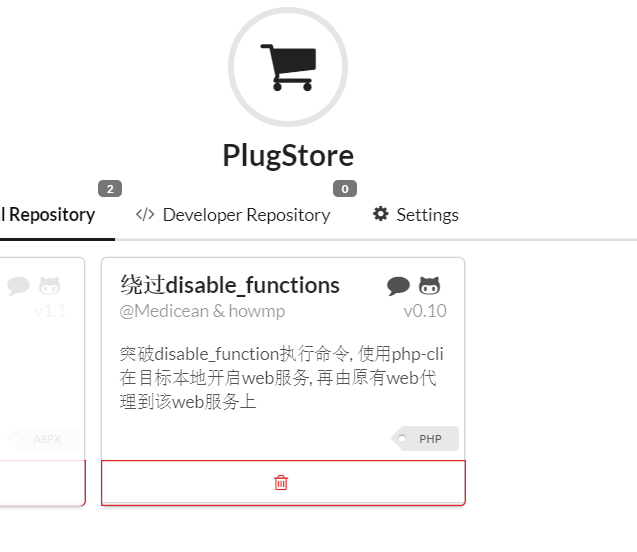 PlugStore
2
0
l Repository
Developer Repository
Settings
v1.1
ASPX
绕过disable_functions
@Medicean & howmp
v0.10
突破disable_function执行命令, 使用php-cli
在目标本地开启web服务, 再由原有web代
理到该web服务上
PHP